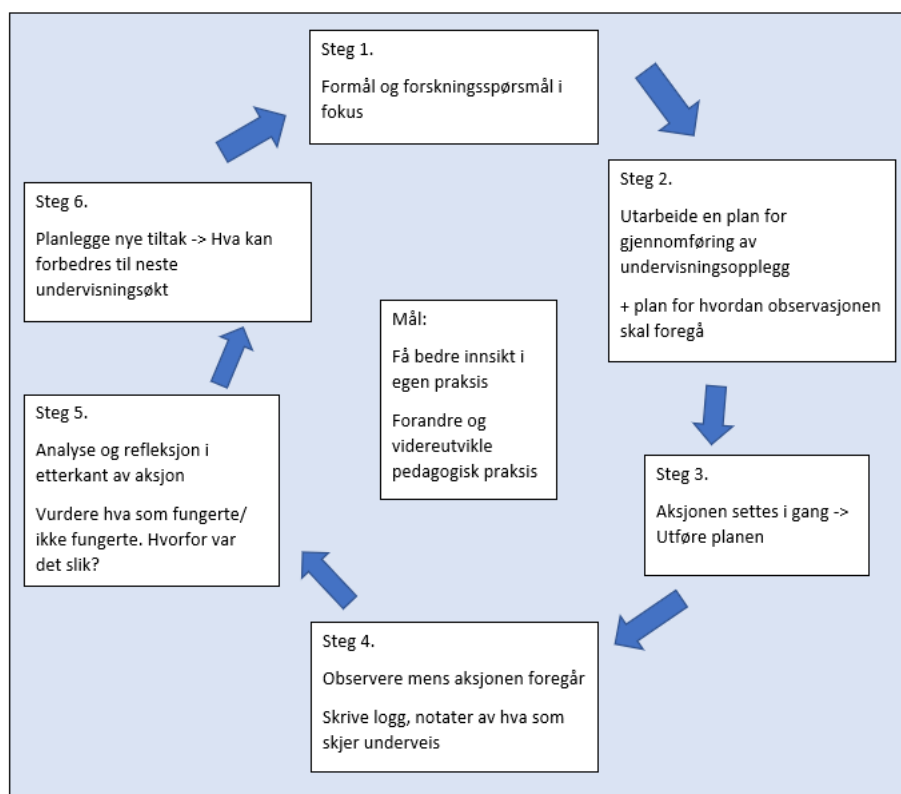 Steg 1.
Formål og forskningsspørsmål i
fokus
Steg 2.
Utarbeide en plan for
gjennomføring av
undervisningsopplegg
+ plan for hvordan observasjonen
skal foregå
Steg 3.
Aksjonen settes i gang ->
Utføre planen
Steg 4.
Observere mens aksjonen foregår
Skrive logg, notater av hva som
skjer underveis
Steg 5.
Analyse og refleksjon i
etterkant av aksjon
Vurdere hva som fungerte/
ikke fungerte. Hvorfor var
det slik?
Steg 6.
Planlegge nye tiltak -> Hva kan
forbedres til neste
undervisningsøkt
Mål:
Få bedre innsikt i
egen praksis
Forandre og
videreutvikle
pedagogisk praksis